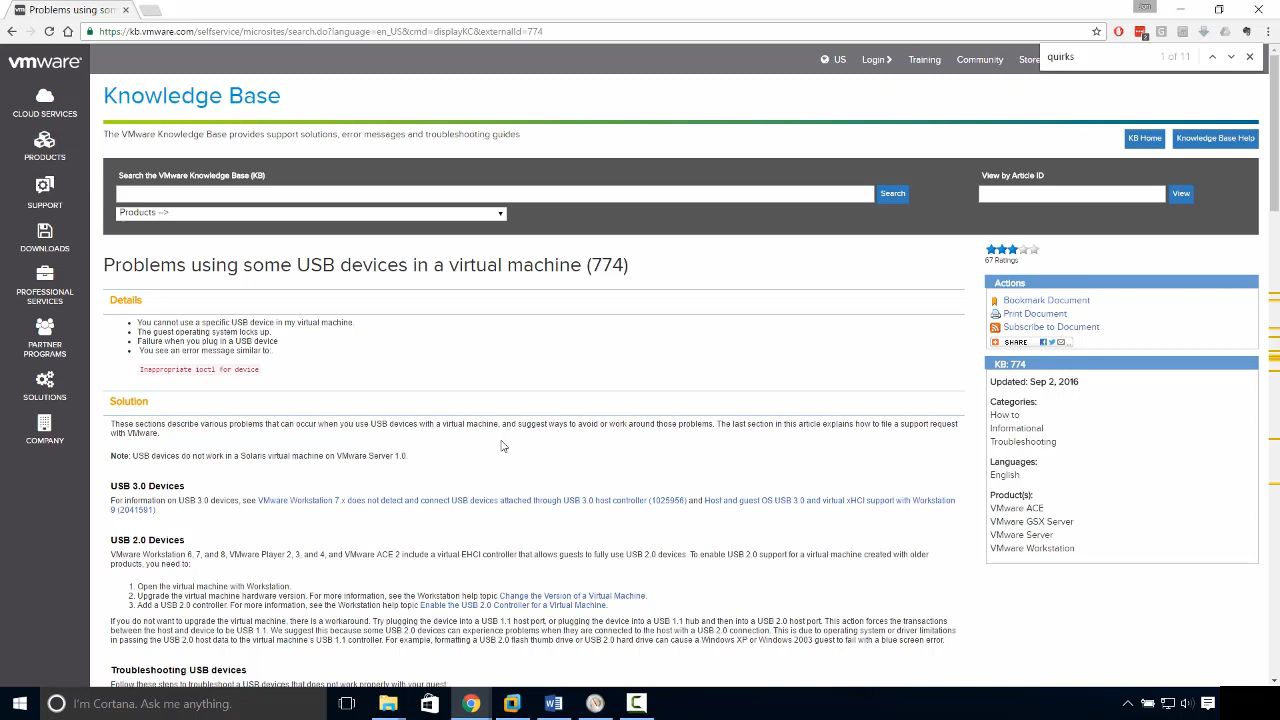 Problems using som
Jon
https://kb.vmware.com/selfservice/microsites/search.do?language=en_US&cmd=displayKC&externalId=774
quirks
1 of 11
vmware
US
Login
Training
Community
Store
CLOUD SERVICES
PRODUCTS
SUPPORT
DOWNLOADS
PROFESSIONAL
SERVICES
PARTNER
PROGRAMS
SOLUTIONS
COMPANY
Knowledge Base
The VMware Knowledge Base provides support solutions, error messages and troubleshooting guides
KB Home
Knowledge Base Help
Search the VMware Knowledge Base (KB)
View by Article ID
Search
View
Products -->
Problems using some USB devices in a virtual machine (774)
67 Ratings
Details
You cannot use a specific USB device in my virtual machine.
The guest operating system locks up.
Failure when you plug in a USB device
You see an error message similar to:
Inappropriate ioctl for device
Solution
These sections describe various problems that can occur when you use USB devices with a virtual machine, and suggest ways to avoid or work around those problems. The last section in this article explains how to file a support request
with VMware.
Note: USB devices do not work in a Solaris virtual machine on VMware Server 1.0.
USB 3.0 Devices
For information on USB 3.0 devices, see VMware Workstation 7.x does not detect and connect USB devices attached through USB 3.0 host controller (1025956) and Host and guest OS USB 3.0 and virtual xHCI support with Workstation
9 (2041591)
USB 2.0 Devices
VMware Workstation 6, 7, and 8, VMware Player 2, 3, and 4, and VMware ACE 2 include a virtual EHCI controller that allows guests to fully use USB 2.0 devices. To enable USB 2.0 support for a virtual machine created with older
products, you need to:
1. Open the virtual machine with Workstation.
2. Upgrade the virtual machine hardware version. For more information, see the Workstation help topic Change the Version of a Virtual Machine.
3. Add a USB 2.0 controller. For more information, see the Workstation help topic Enable the USB 2.0 Controller for a Virtual Machine.
If you do not want to upgrade the virtual machine, there is a workaround. Try plugging the device into a USB 1.1 host port, or plugging the device into a USB 1.1 hub and then into a USB 2.0 host port. This action forces the transactions
between the host and device to be USB 1.1. We suggest this because some USB 2.0 devices can experience problems when they are connected to the host with a USB 2.0 connection. This is due to operating system or driver limitations
in passing the USB 2.0 host data to the virtual machine's USB 1.1 controller. For example, formatting a USB 2.0 flash thumb drive or USB 2.0 hard drive can cause a Windows XP or Windows 2003 guest to fail with a blue screen error.
Troubleshooting USB devices
Follow these steps to troubleshoot a USB devices that does not work properly with your guest
Actions
Bookmark Document
Print Document
Subscribe to Document
SHARE
KB: 774
Updated: Sep 2, 2016
Categories:
How to
Informational
Troubleshooting
Languages:
English
Product(s):
VMware ACE
VMware GSX Server
VMware Server
VMware Workstation
I'm Cortana. Ask me anything.